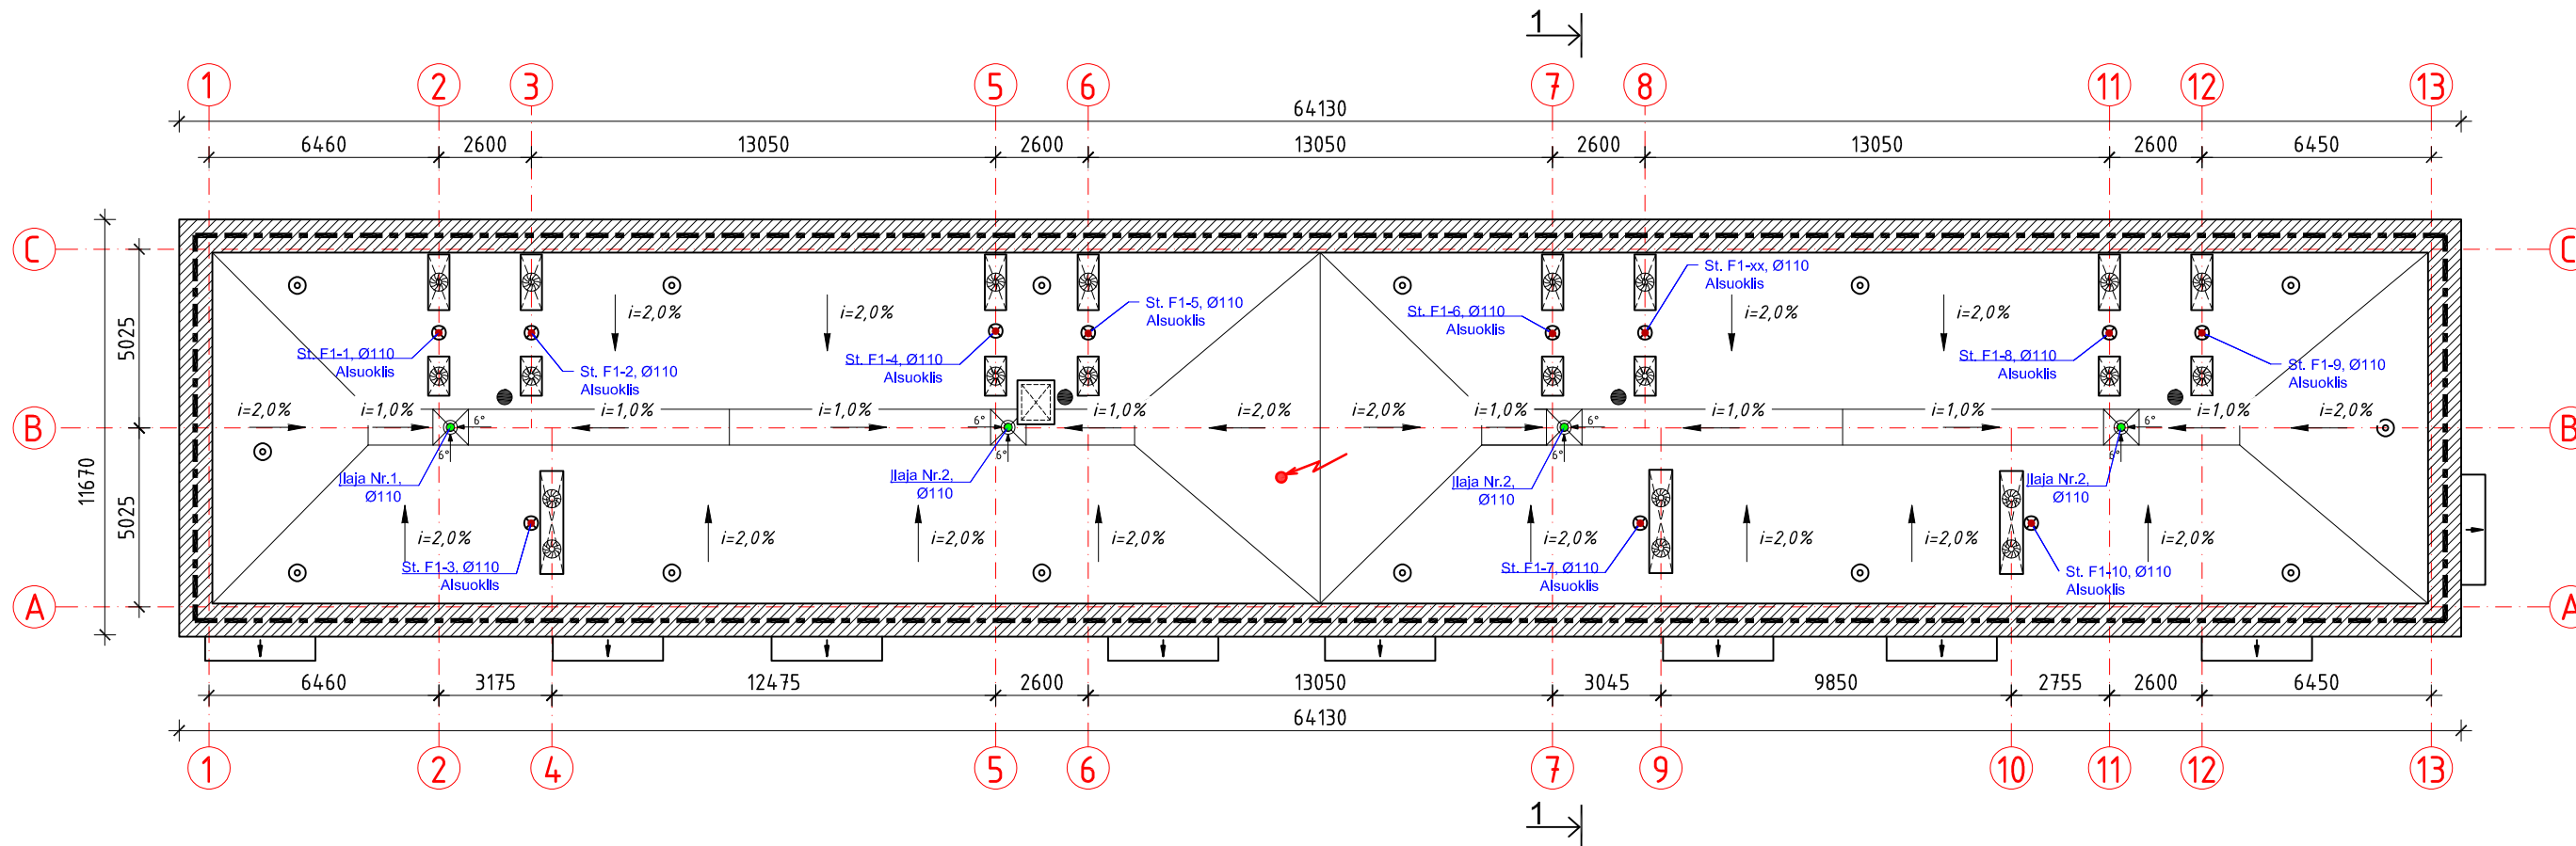 1
1 2 3 5 6 7 8 11 12 13
64130
6460 2600 13050 2600 13050 2600 13050 2600 6450
C C
St. F1-xx, Ø110
Alsuoklis
St. F1-5, Ø110
Alsuoklis
St. F1-6, Ø110
Alsuoklis
i=2,0% i=2,0% i=2,0% i=2,0%
St. F1-1, Ø110
Alsuoklis
St. F1-2, Ø110
Alsuoklis
St. F1-4, Ø110
Alsuoklis
St. F1-8, Ø110
Alsuoklis
St. F1-9, Ø110
Alsuoklis
5025
i=2,0% i=1,0% i=1,0% i=1,0% i=1,0% i=2,0% i=2,0% i=1,0% i=1,0% i=1,0% i=1,0% i=2,0%
6° 6° 6° 6°
B B
6° 6° 6° 6°
11670
5025
Įlaja Nr.1,
Ø110
Įlaja Nr.2,
Ø110
Įlaja Nr.2,
Ø110
Įlaja Nr.2,
Ø110
i=2,0% i=2,0% i=2,0% i=2,0% i=2,0% i=2,0% i=2,0% i=2,0%
St. F1-3, Ø110
Alsuoklis
St. F1-7, Ø110
Alsuoklis
St. F1-10, Ø110
Alsuoklis
A A
6460 3175 12475 2600 13050 3045 9850 2755 2600 6450
64130
1 2 4 5 6 7 9 10 11 12 13
1